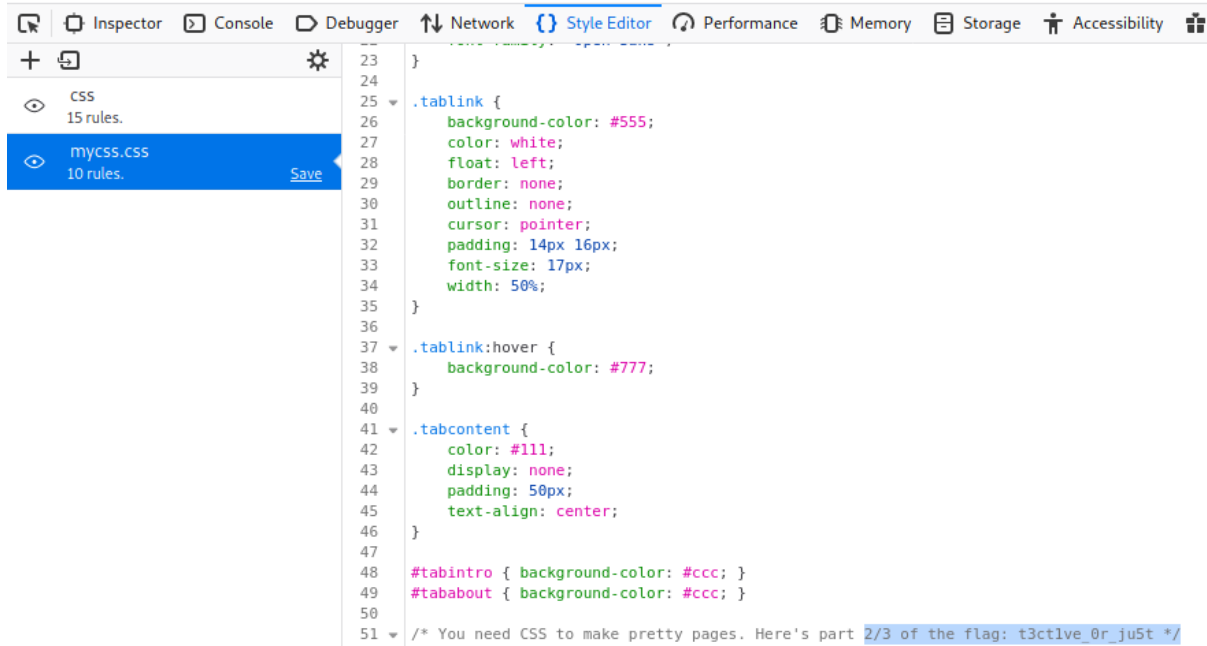 Inspector Console Debugger Network {} Style Editor Performance Memory Storage Accessibility
css
15 rules.
mycss.css
10 rules. Save
23 }
24
25 .tablink {
26 background-color: #555;
27 color: white;
28 float: left;
29 border: none;
30 outline: none;
31 cursor: pointer;
32 padding: 14px 16px;
33 font-size: 17px;
34 width: 50%;
35 }
36
37 .tablink:hover {
38 background-color: #777;
39 }
40
41 .tabcontent {
42 color: #111;
43 display: none;
44 padding: 50px;
45 text-align: center;
46 }
47
48 #tabintro { background-color: #ccc; }
49 #tababout { background-color: #ccc; }
50
51 /* You need CSS to make pretty pages. Here's part 2/3 of the flag: t3ct1ve_0r_ju5t */